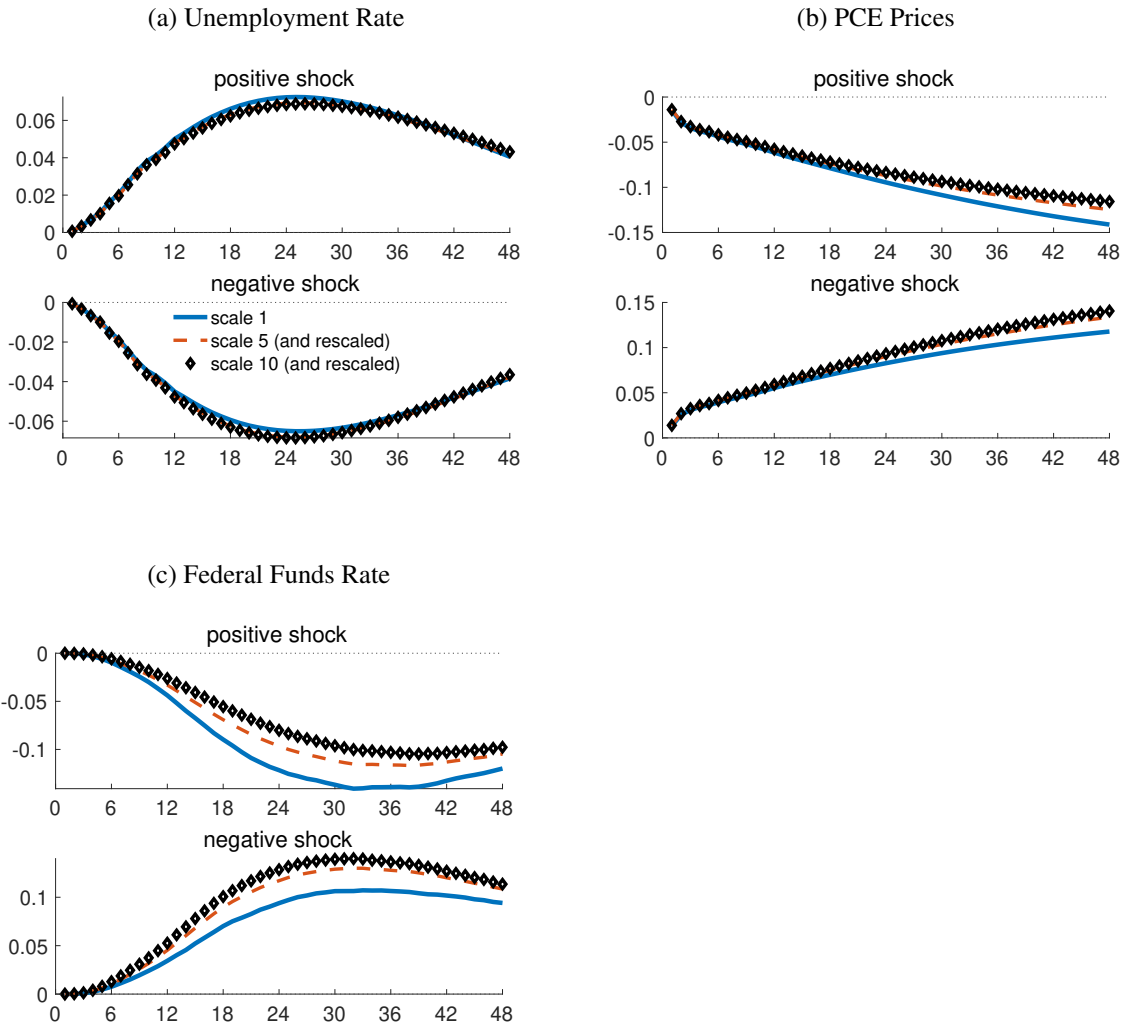 (a) Unemployment Rate
positive shock
0.06
0.04
0.02
0
0 6 12 18 24 30 36 42 48
negative shock
0
-0.02
-0.04
-0.06
scale 1
scale 5 (and rescaled)
scale 10 (and rescaled)
0 6 12 18 24 30 36 42 48
(b) PCE Prices
positive shock
0
-0.05
-0.1
-0.15
0 6 12 18 24 30 36 42 48
negative shock
0.15
0.1
0.05
0
0 6 12 18 24 30 36 42 48
(c) Federal Funds Rate
positive shock
0
-0.05
-0.1
0 6 12 18 24 30 36 42 48
negative shock
0.1
0.05
0
0 6 12 18 24 30 36 42 48